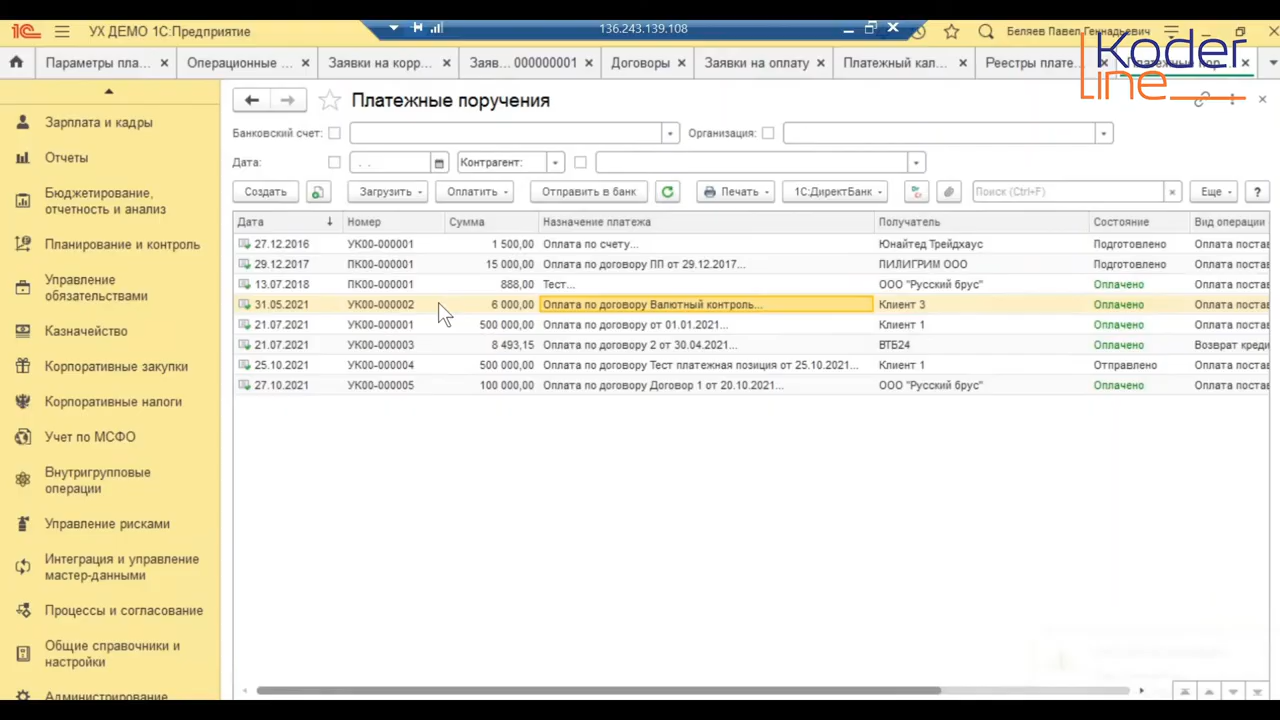 136.243.139.108
1С УХ ДЕМО 1С:Предприятие
Беляев Павел Геннадьевич
Koder
line
Параметры пла... Операционные ... Заявки на кор... Заяв... 000000001 Договоры Заявки на оплату Платежный кал... Реестры плате...
Платежные поручения
Зарплата и кадры
Отчеты
Бюджетирование,
отчетность и анализ
Планирование и контроль
Управление
обязательствами
Казначейство
Корпоративные закупки
Корпоративные налоги
Учет по МСФО
Внутригрупповые
операции
Управление рисками
Интеграция и управление
мастер-данными
Процессы и согласование
Общие справочники и
настройки
Администрирование
Банковский счет: Организация:
Дата: . . Контрагент:
Создать Загрузить Оплатить Отправить в банк Печать 1С:ДиректБанк Поиск (Ctrl+F) Еще ?
Дата Номер Сумма Назначение платежа Получатель Состояние Вид операции
27.12.2016 УК00-000001 1 500,00 Оплата по счету... Юнайтед Трейдхаус Подготовлено Оплата постав
29.12.2017 ПК00-000001 15 000,00 Оплата по договору ПП от 29.12.2017... ПИЛИГРИМ ООО Подготовлено Оплата постав
13.07.2018 ПК00-000001 888,00 Тест... ООО "Русский брус" Оплачено Оплата постав
31.05.2021 УК00-000002 6 000,00 Оплата по договору Валютный контроль... Клиент 3 Оплачено Оплата постав
21.07.2021 УК00-000001 500 000,00 Оплата по договору от 01.01.2021... Клиент 1 Оплачено Оплата постав
21.07.2021 УК00-000003 8 493,15 Оплата по договору 2 от 30.04.2021... ВТБ24 Оплачено Возврат креди
25.10.2021 УК00-000004 500 000,00 Оплата по договору Тест платежная позиция от 25.10.2021... Клиент 1 Отправлено Оплата постав
27.10.2021 УК00-000005 100 000,00 Оплата по договору Договор 1 от 20.10.2021... ООО "Русский брус" Оплачено Оплата постав